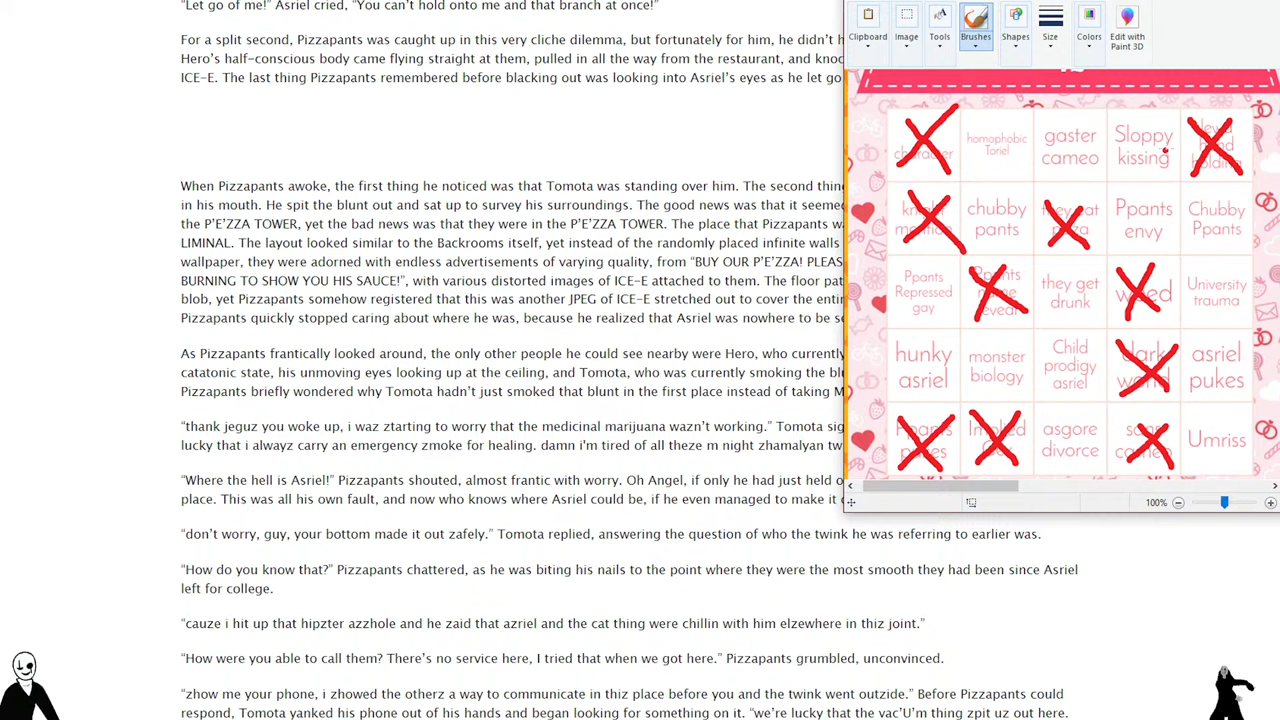 “Let go of me!” Asriel cried, “You can’t hold onto me and that branch at once!”
For a split second, Pizzapants was caught up in this very cliche dilemma, but fortunately for him, he didn’t h
Hero’s half-conscious body came flying straight at them, pulled in all the way from the restaurant, and knoc
ICE-E. The last thing Pizzapants remembered before blacking out was looking into Asriel’s eyes as he let go
When Pizzapants awoke, the first thing he noticed was that Tomota was standing over him. The second thin
in his mouth. He spit the blunt out and sat up to survey his surroundings. The good news was that it seeme
the P’E’ZZA TOWER, yet the bad news was that they were in the P’E’ZZA TOWER. The place that Pizzapants wa
LIMINAL. The layout looked similar to the Backrooms itself, yet instead of the randomly placed infinite walls
wallpaper, they were adorned with endless advertisements of varying quality, from “BUY OUR P’E’ZZA! PLEAS
BURNING TO SHOW YOU HIS SAUCE!”, with various distorted images of ICE-E attached to them. The floor pat
blob, yet Pizzapants somehow registered that this was another JPEG of ICE-E stretched out to cover the entir
Pizzapants quickly stopped caring about where he was, because he realized that Asriel was nowhere to be se
As Pizzapants frantically looked around, the only other people he could see nearby were Hero, who currently
catatonic state, his unmoving eyes looking up at the ceiling, and Tomota, who was currently smoking the blu
Pizzapants briefly wondered why Tomota hadn’t just smoked that blunt in the first place instead of taking M
“thank jeguz you woke up, i waz ztarting to worry that the medicinal marijuana wazn’t working.” Tomota sig
lucky that i alwayz carry an emergency znoke for healing. damn i'm tired of all theze m night zhamalyan tw
“Where the hell is Asriel!” Pizzapants shouted, almost frantic with worry. Oh Angel, if only he had just held o
place. This was all his own fault, and now who knows where Asriel could be, if he even managed to make it o
“don’t worry, guy, your bottom made it out zafely.” Tomota replied, answering the question of who the twink he was referring to earlier was.
“How do you know that?” Pizzapants chattered, as he was biting his nails to the point where they were the most smooth they had been since Asriel
left for college.
“cauze i hit up that hipzter azzhole and he zaid that azriel and the cat thing were chillin with him elzewhere in thiz joint.”
“How were you able to call them? There’s no service here, I tried that when we got here.” Pizzapants grumbled, unconvinced.
“zhow me your phone, i zhowed the otherz a way to communicate in thiz place before you and the twink went outzide.” Before Pizzapants could
respond, Tomota yanked his phone out of his hands and began looking for something on it. “we’re lucky that the vac’U’m thing zpit uz out here.
Clipboard Image Tools Brushes Shapes Size Colors Edit with
Paint 3D
character
homophobic
Toriel
gaster
cameo
Sloppy
kissing
hand
holding
knight
mention
chubby
pants
they eat
pizza
Ppants
envy
Chubby
Ppants
Ppants
Repressed
gay
Ppants
reveal
they get
drunk
weed
University
trauma
hunky
asriel
monster
biology
Child
prodigy
asriel
dark
world
asriel
pukes
Ppants
asgore
divorce
sans
cameo
Umriss
100%